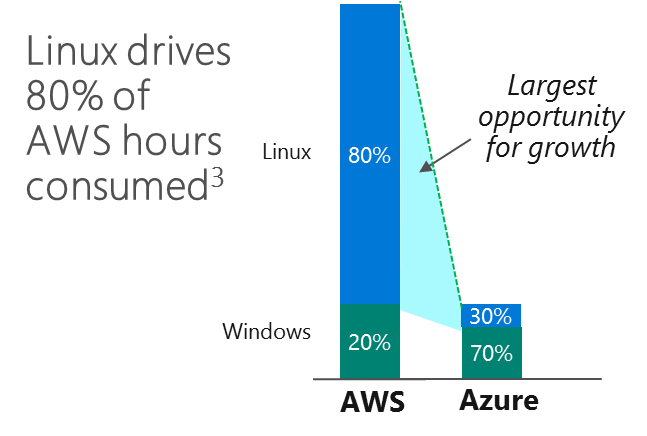 Linux drives
80% of
AWS hours
consumed³
Largest
opportunity
for growth
Linux
80%
30%
Windows
20%
70%
AWS
Azure